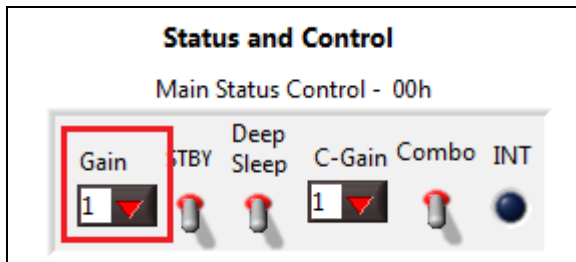 Status and Control
Main Status Control - 00h
Gain STBY Deep Sleep C-Gain Combo INT
1 1